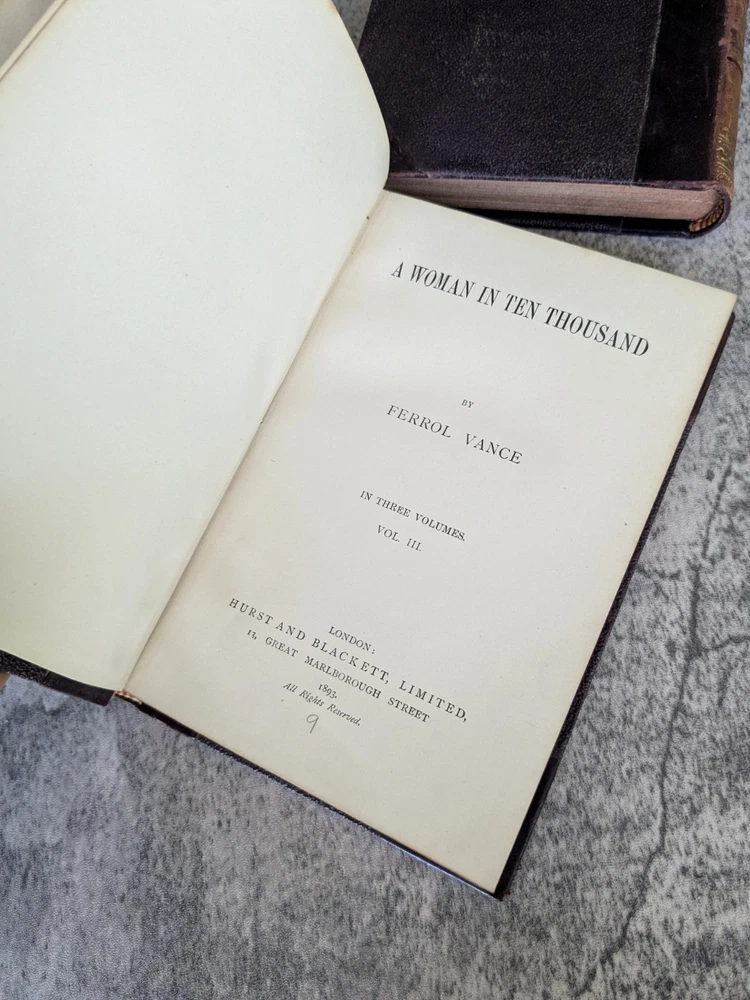 A WOMAN IN TEN THOUSAND
BY
FERROL VANCE
IN THREE VOLUMES.
VOL. III.
LONDON:
HURST AND BLACKETT, LIMITED,
13, GREAT MARLBOROUGH STREET
1893.
All Rights Reserved.
9